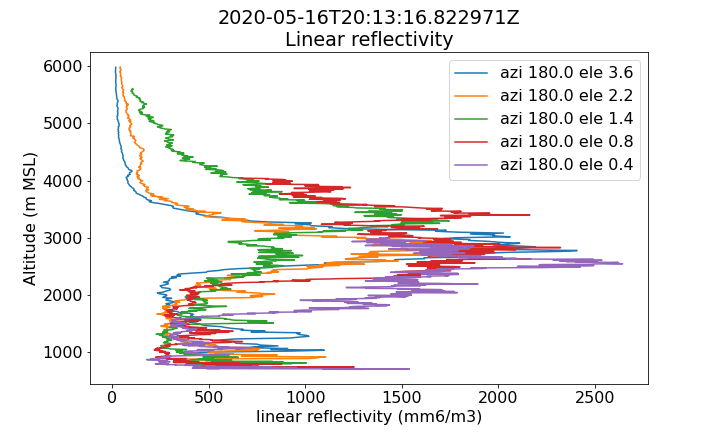 2020-05-16T20:13:16.822971Z
Linear reflectivity
azi 180.0 ele 3.6
azi 180.0 ele 2.2
azi 180.0 ele 1.4
azi 180.0 ele 0.8
azi 180.0 ele 0.4
Altitude (m MSL)
6000
5000
4000
3000
2000
1000
0
500
1000
1500
2000
2500
linear reflectivity (mm6/m3)